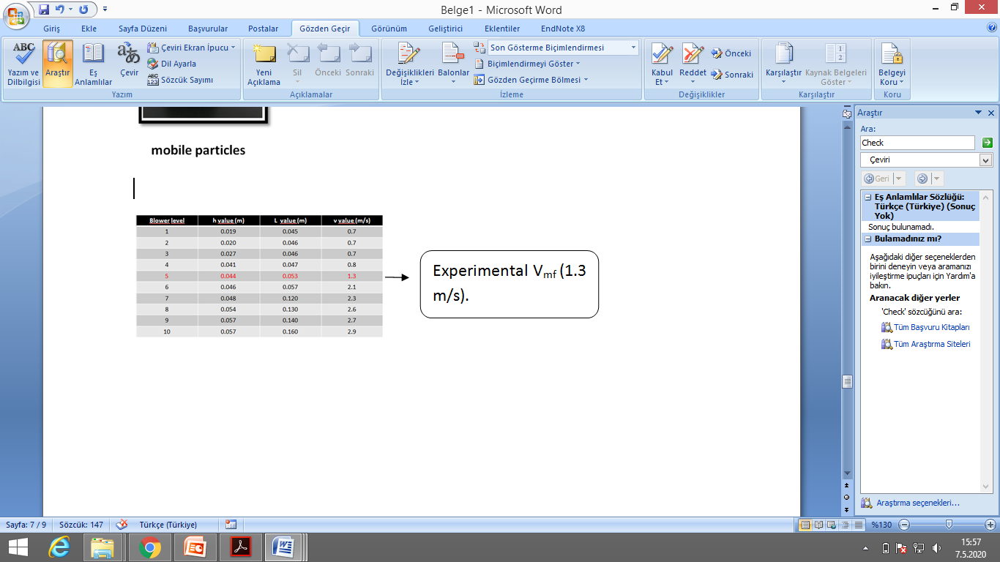 Belge1 - Microsoft Word
Giriş Ekle Sayfa Düzeni Başvurular Postalar Gözden Geçir Görünüm Geliştirici Eklentiler EndNote X8
ABC
Yazım ve Dilbilgisi
Araştır
Eş Anlamlılar
Çevir
Çeviri Ekran İpucu
Dil Ayarla
ABC 123 Sözcük Sayımı
Yazım
Yeni Açıklama
Sil
Önceki
Sonraki
Açıklamalar
Değişiklikleri İzle
Balonlar
Son Gösterme Biçimlendirmesi
Biçimlendirmeyi Göster
Gözden Geçirme Bölmesi
İzleme
Kabul Et
Reddet
Önceki
Sonraki
Değişiklikler
Karşılaştır
Kaynak Belgeleri Göster
Karşılaştır
Belgeyi Koru
Koru
mobile particles
Blower level h value (m) L value (m) v value (m/s)
1 0.019 0.045 0.7
2 0.020 0.046 0.7
3 0.027 0.046 0.7
4 0.041 0.047 0.8
5 0.044 0.053 1.3
6 0.046 0.057 2.1
7 0.048 0.120 2.3
8 0.054 0.130 2.6
9 0.057 0.140 2.7
10 0.057 0.160 2.9
Experimental Vmf (1.3
m/s).
Araştır
Ara:
Check
Çeviri
Geri
Eş Anlamlılar Sözlüğü:
Türkçe (Türkiye) (Sonuç
Yok)
Sonuç bulunamadı.
Bulamadınız mı?
Aşağıdaki diğer seçeneklerden
birini deneyin veya aramanızı
iyileştirme ipuçları için Yardım'a
bakın.
Aranacak diğer yerler
'Check' sözcüğünü ara:
Tüm Başvuru Kitapları
Tüm Araştırma Siteleri
Araştırma seçenekleri...
Sayfa: 7 / 9 Sözcük: 147 Türkçe (Türkiye) %130
15:57
7.5.2020